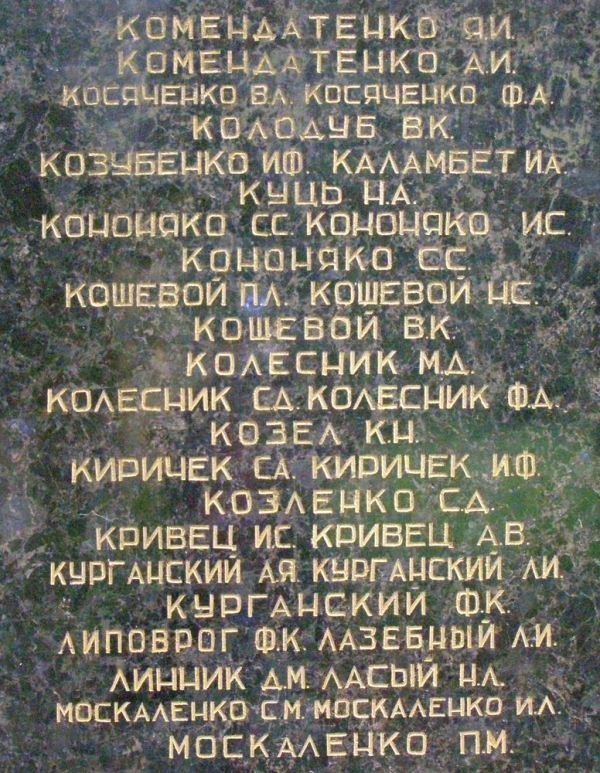 КОМЕНДАТЕНКО Я.И.
КОМЕНДАТЕНКО А.И.
КОСЯЧЕНКО В.Л. КОСЯЧЕНКО Ф.А.
КОЛОДУБ В.К.
КОЗУБЕНКО И.Ф. КАЛАМБЕТ И.А.
КУЦЬ Н.А.
КОНОНЯКО С.С. КОНОНЯКО И.С.
КОНОНЯКО С.С.
КОШЕВОЙ П.Л. КОШЕВОЙ Н.С.
КОШЕВОЙ В.К.
КОЛЕСНИК М.Д.
КОЛЕСНИК С.Д. КОЛЕСНИК Ф.Д.
КОЗЕЛ К.Н.
КИРИЧЕК С.А. КИРИЧЕК И.Ф.
КОЗЛЕНКО С.Д.
КРИВЕЦ И.С. КРИВЕЦ А.В.
КУРГАНСКИЙ А.Я. КУРГАНСКИЙ Л.И.
КУРГАНСКИЙ Ф.К.
ЛИПОВРОГ Ф.К. ЛАЗЕБНЫЙ Л.И.
ЛИННИК Д.М. ЛАСЫЙ Н.Л.
МОСКАЛЕНКО С.М. МОСКАЛЕНКО И.Л.
МОСКАЛЕНКО П.М.